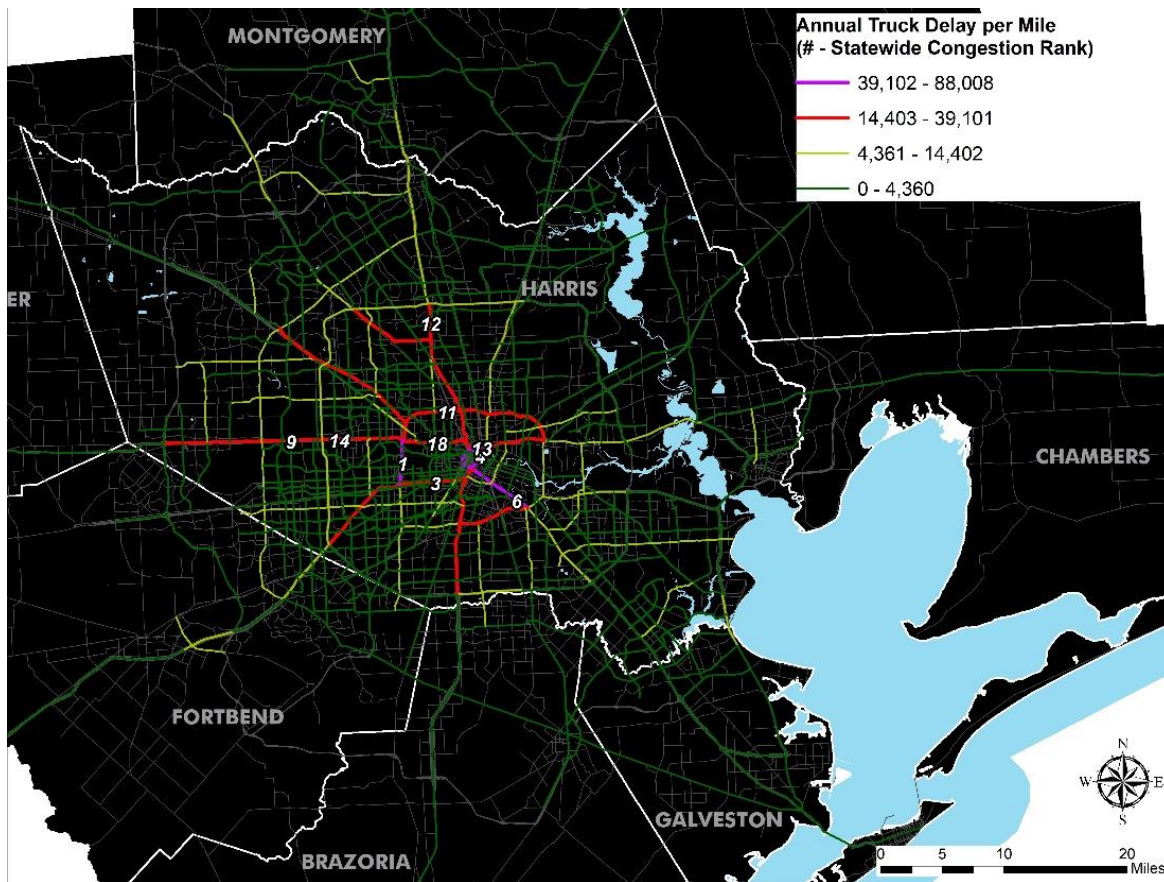 MONTGOMERY
Annual Truck Delay per Mile
(# - Statewide Congestion Rank)
39,102 - 88,008
14,403 - 39,101
4,361 - 14,402
0 - 4,360
ER
HARRIS
12
11
9
14
18
13
4
1
3
6
CHAMBERS
FORTBEND
GALVESTON
BRAZORIA
N
W
E
S
0 5 10 20
Miles